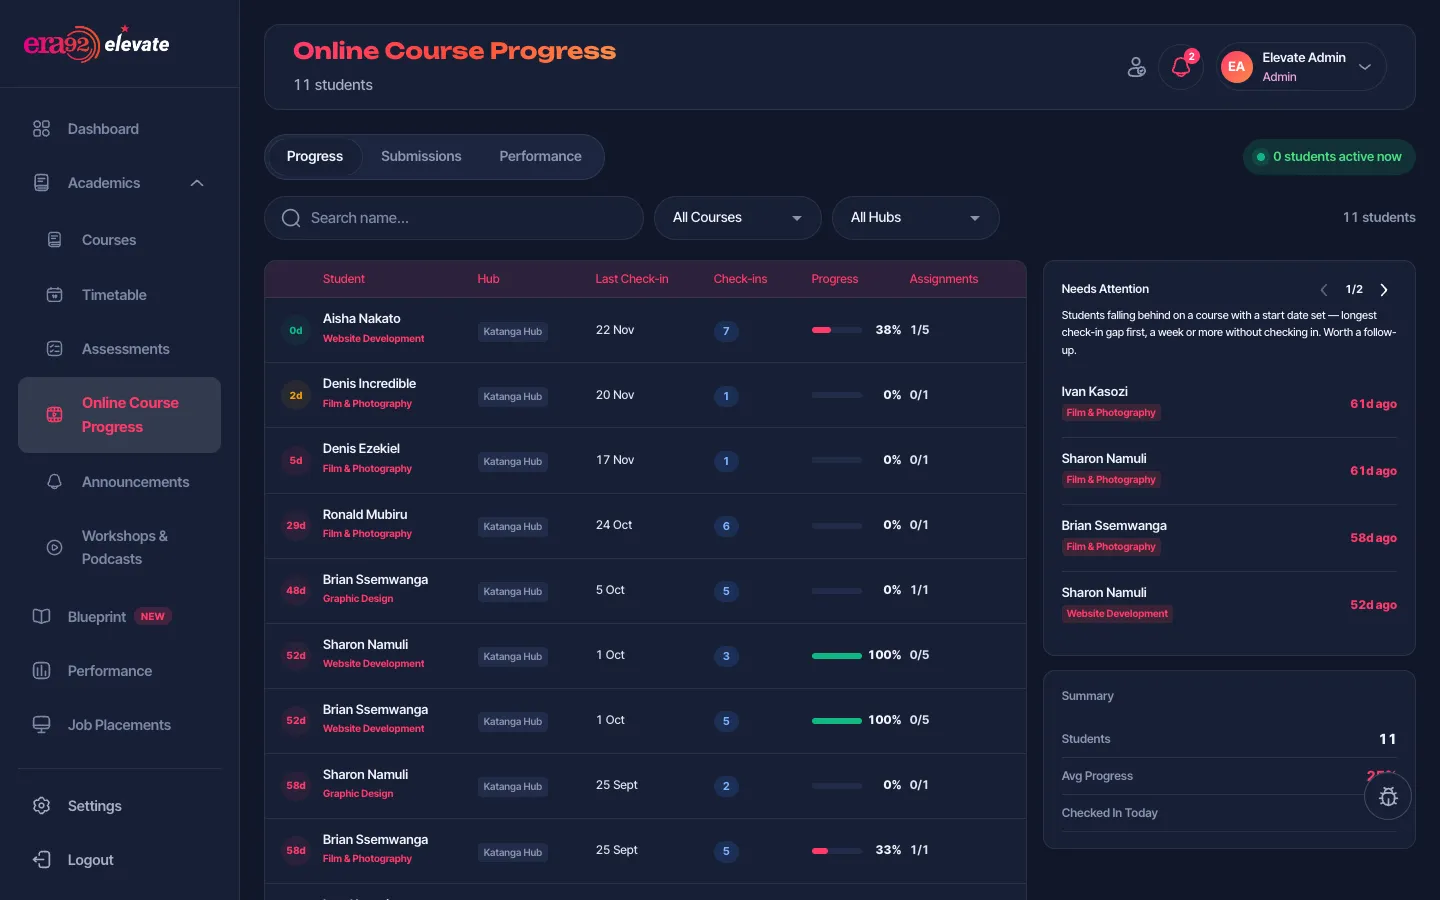 era92 elevate
Dashboard
Academics
Courses
Timetable
Assessments
Online Course
Progress
Announcements
Workshops &
Podcasts
Blueprint NEW
Performance
Job Placements
Settings
Logout
Online Course Progress
11 students
2
EA
Elevate Admin
Admin
Progress Submissions Performance
0 students active now
Search name...
All Courses
All Hubs
11 students
Student Hub Last Check-in Check-ins Progress Assignments
0d Aisha Nakato Website Development Katanga Hub 22 Nov 7 38% 1/5
2d Denis Incredible Film & Photography Katanga Hub 20 Nov 1 0% 0/1
5d Denis Ezekiel Film & Photography Katanga Hub 17 Nov 1 0% 0/1
29d Ronald Mubiru Film & Photography Katanga Hub 24 Oct 6 0% 0/1
48d Brian Ssemwanga Graphic Design Katanga Hub 5 Oct 5 0% 1/1
52d Sharon Namuli Website Development Katanga Hub 1 Oct 3 100% 0/5
52d Brian Ssemwanga Website Development Katanga Hub 1 Oct 5 100% 0/5
58d Sharon Namuli Graphic Design Katanga Hub 25 Sept 2 0% 0/1
58d Brian Ssemwanga Film & Photography Katanga Hub 25 Sept 5 33% 1/1
Needs Attention
1/2
Students falling behind on a course with a start date set — longest
check-in gap first, a week or more without checking in. Worth a follow-
up.
Ivan Kasozi
Film & Photography
61d ago
Sharon Namuli
Film & Photography
61d ago
Brian Ssemwanga
Film & Photography
58d ago
Sharon Namuli
Website Development
52d ago
Summary
Students 11
Avg Progress
Checked In Today